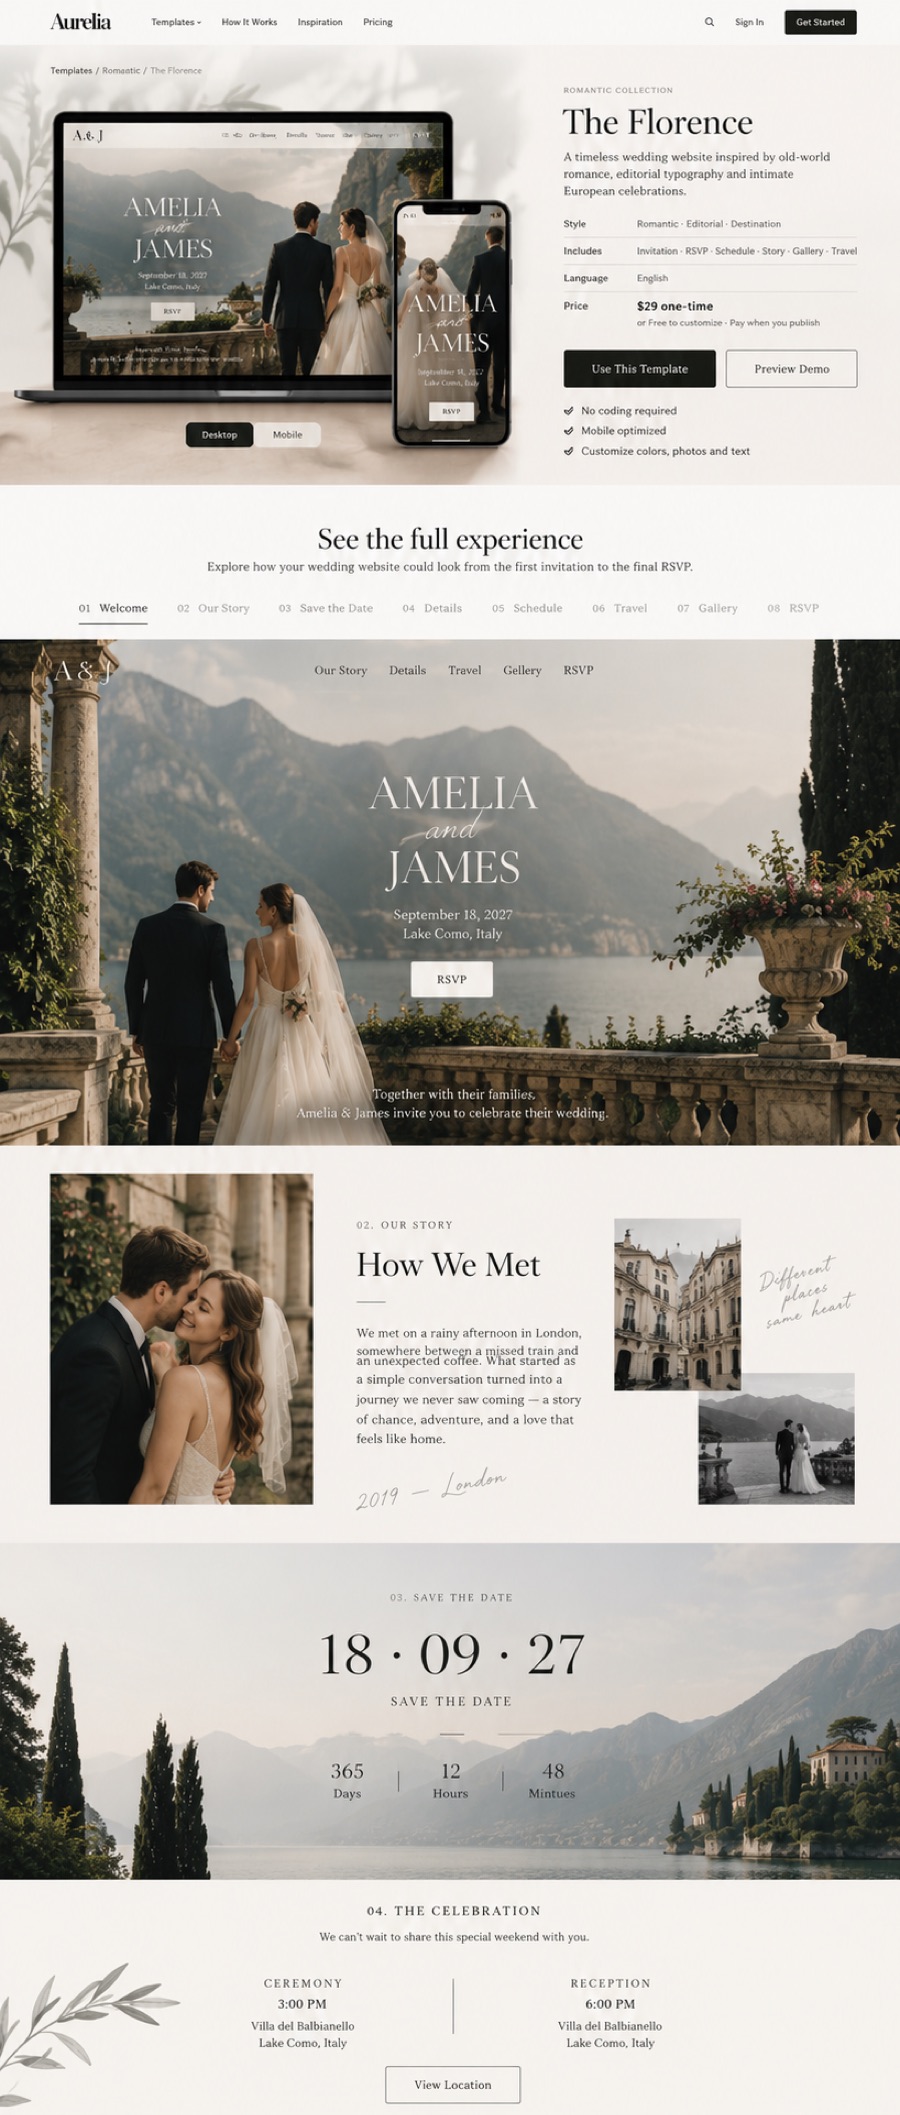 Aurelia
Templates
How It Works
Inspiration
Pricing
Sign In
Get Started
Templates / Romantic / The Florence
A & J
AMELIA
and
JAMES
September 18, 2027
Lake Como, Italy
RSVP
AMELIA
and
JAMES
September 18, 2027
Lake Como, Italy
RSVP
Desktop
Mobile
ROMANTIC COLLECTION
The Florence
A timeless wedding website inspired by old-world
romance, editorial typography and intimate
European celebrations.
Style Romantic · Editorial · Destination
Includes Invitation · RSVP · Schedule · Story · Gallery · Travel
Language English
Price $29 one-time
or Free to customize · Pay when you publish
Use This Template
Preview Demo
No coding required
Mobile optimized
Customize colors, photos and text
See the full experience
Explore how your wedding website could look from the first invitation to the final RSVP.
01 Welcome
02 Our Story
03 Save the Date
04 Details
05 Schedule
06 Travel
07 Gallery
08 RSVP
A & J
Our Story
Details
Travel
Gellery
RSVP
AMELIA
and
JAMES
September 18, 2027
Lake Como, Italy
RSVP
Together with their families,
Amelia & James invite you to celebrate their wedding.
02. OUR STORY
How We Met
We met on a rainy afternoon in London,
somewhere between a missed train and
an unexpected coffee. What started as
a simple conversation turned into a
journey we never saw coming — a story
of chance, adventure, and a love that
feels like home.
2019 — London
Different
places
same heart
03. SAVE THE DATE
18 · 09 · 27
SAVE THE DATE
365
Days
12
Hours
48
Mintues
04. THE CELEBRATION
We can't wait to share this special weekend with you.
CEREMONY
3:00 PM
Villa del Balbianello
Lake Como, Italy
RECEPTION
6:00 PM
Villa del Balbianello
Lake Como, Italy
View Location